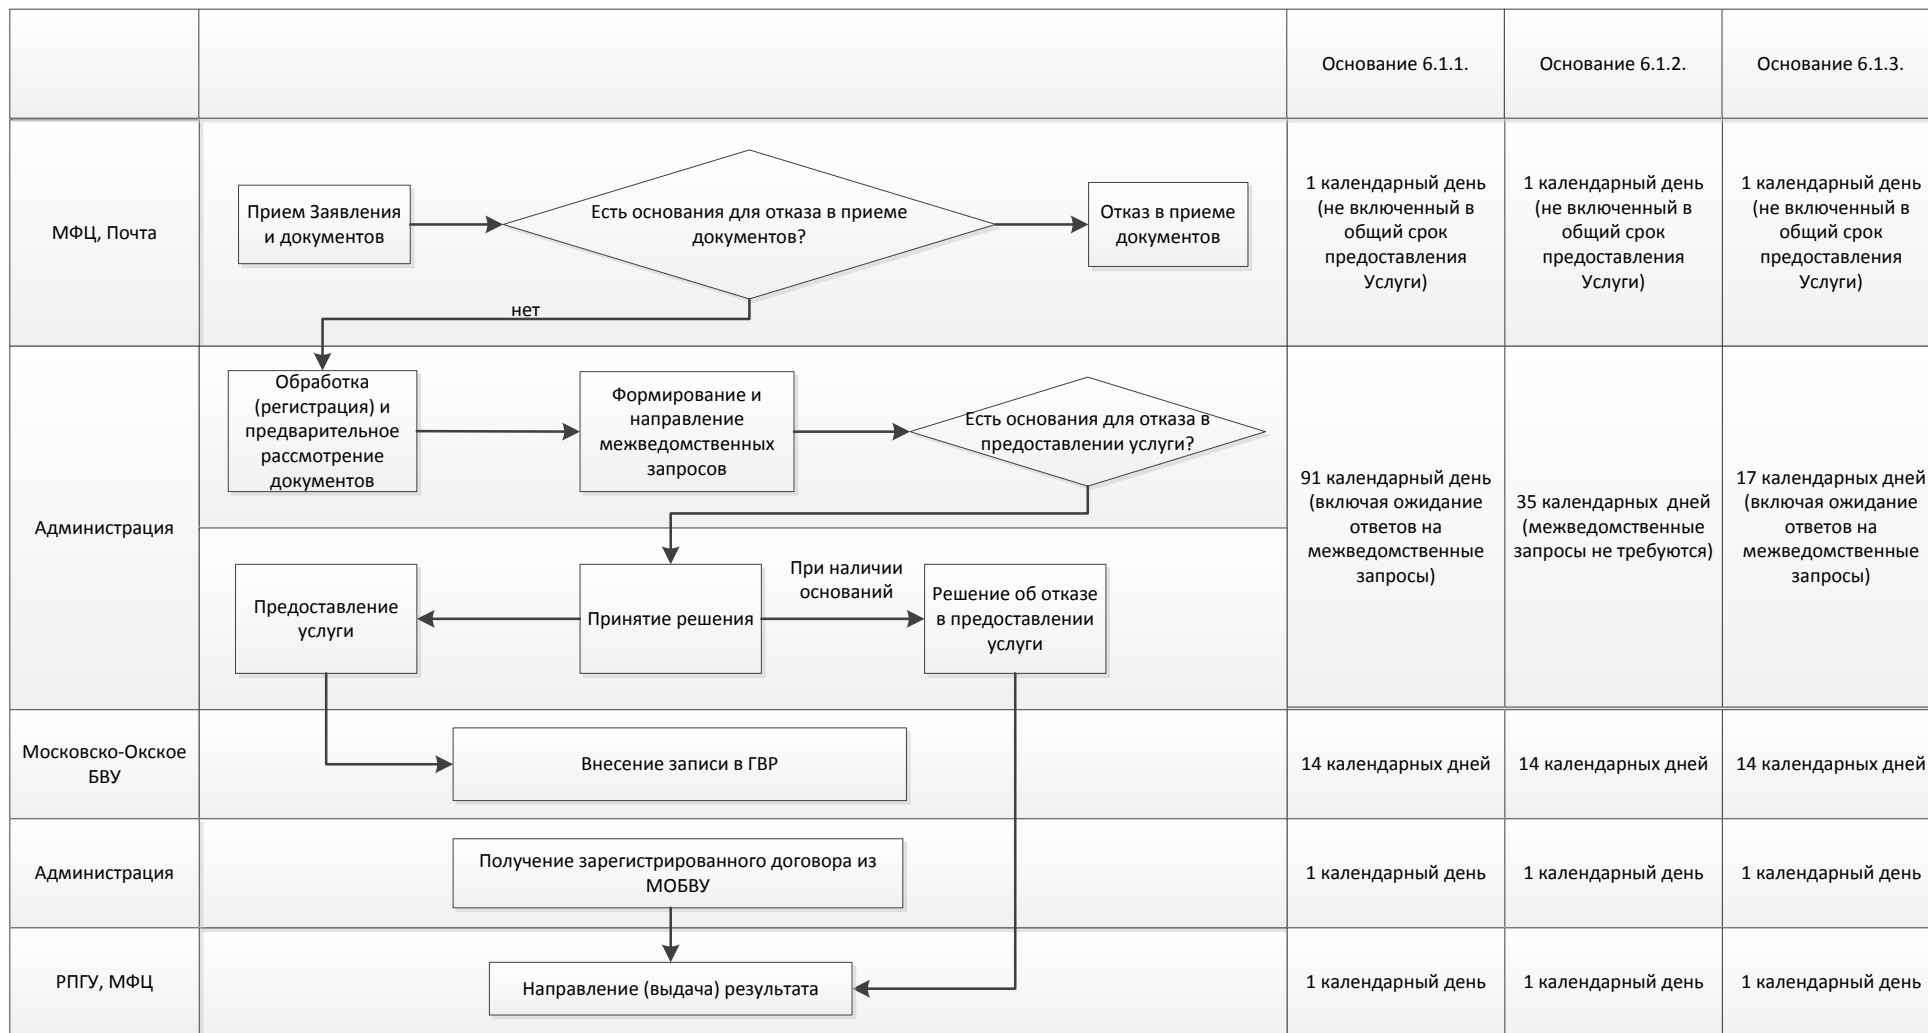 Основание 6.1.1.
Основание 6.1.2.
Основание 6.1.3.
МФЦ, Почта
Прием Заявления
и документов
Есть основания для отказа в приеме
документов?
Отказ в приеме
документов
нет
1 календарный день
(не включенный в
общий срок
предоставления
Услуги)
1 календарный день
(не включенный в
общий срок
предоставления
Услуги)
1 календарный день
(не включенный в
общий срок
предоставления
Услуги)
Администрация
Обработка
(регистрация) и
предварительное
рассмотрение
документов
Формирование и
направление
межведомственных
запросов
Есть основания для отказа в
предоставлении услуги?
Предоставление
услуги
Принятие решения
При наличии
оснований
Решение об отказе
в предоставлении
услуги
91 календарный день
(включая ожидание
ответов на
межведомственные
запросы)
35 календарных  дней
(межведомственные
запросы не требуются)
17 календарных дней
(включая ожидание
ответов на
межведомственные
запросы)
Московско-Окское
БВУ
Внесение записи в ГВР
14 календарных дней
14 календарных дней
14 календарных дней
Администрация
Получение зарегистрированного договора из
МОБВУ
1 календарный день
1 календарный день
1 календарный день
РПГУ, МФЦ
Направление (выдача) результата
1 календарный день
1 календарный день
1 календарный день